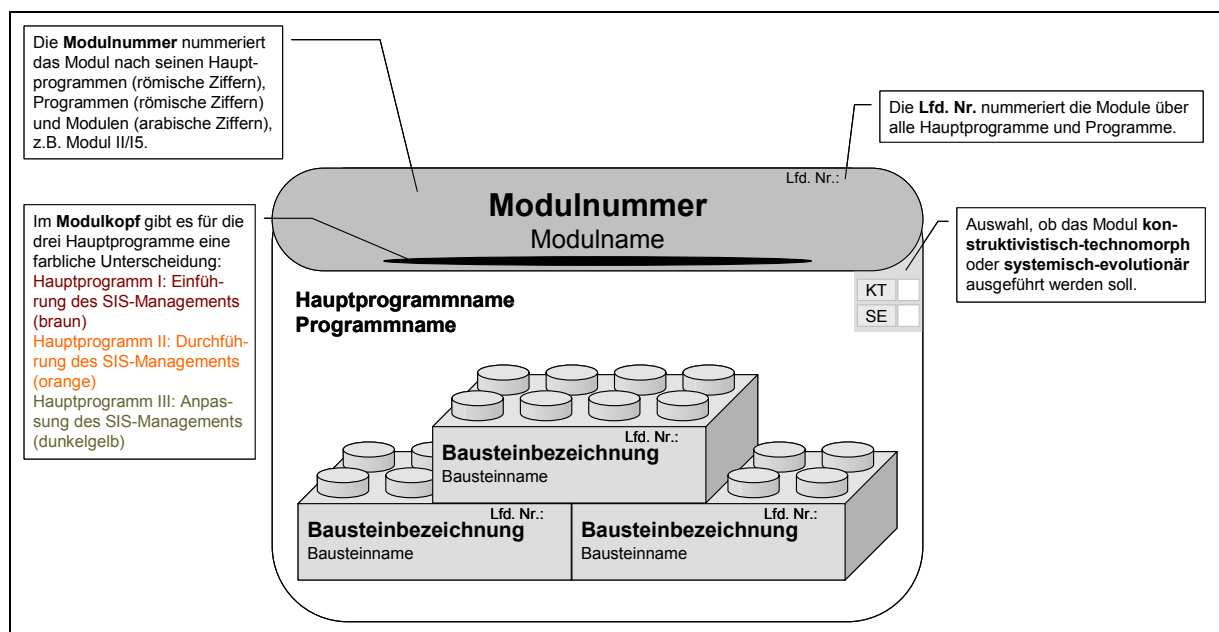 Die Modulnummer nummeriert
das Modul nach seinen Haupt-
programmen (römische Ziffern),
Programmen (römische Ziffern)
und Modulen (arabische Ziffern),
z.B. Modul II/I5.
Die Lfd. Nr. nummeriert die Module über
alle Hauptprogramme und Programme.
Lfd. Nr.:
Modulnummer
Modulname
Im Modulkopf gibt es für die
drei Hauptprogramme eine
farbliche Unterscheidung:
Hauptprogramm I: Einfüh-
rung des SIS-Managements
(braun)
Hauptprogramm II: Durchfüh-
rung des SIS-Managements
(orange)
Hauptprogramm III: Anpas-
sung des SIS-Managements
(dunkelgelb)
Auswahl, ob das Modul kon-
struktivistisch-technomorph
oder systemisch-evolutionär
ausgeführt werden soll.
KT
SE
Hauptprogrammname
Programmname
Lfd. Nr.:
Bausteinbezeichnung
Bausteinname
Lfd. Nr.:
Bausteinbezeichnung
Bausteinname
Lfd. Nr.:
Bausteinbezeichnung
Bausteinname